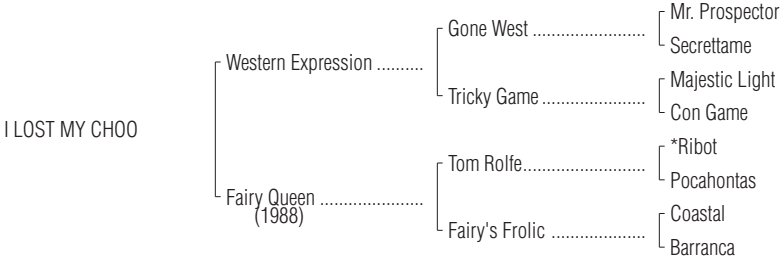 Mr. Prospector
Gone West ........................
Secrettame
Western Expression ..........
Majestic Light
Tricky Game ......................
Con Game
I LOST MY CHOO
*Ribot
Tom Rolfe..........................
Pocahontas
Fairy Queen ......................
(1988)
Coastal
Fairy's Frolic ....................
Barranca